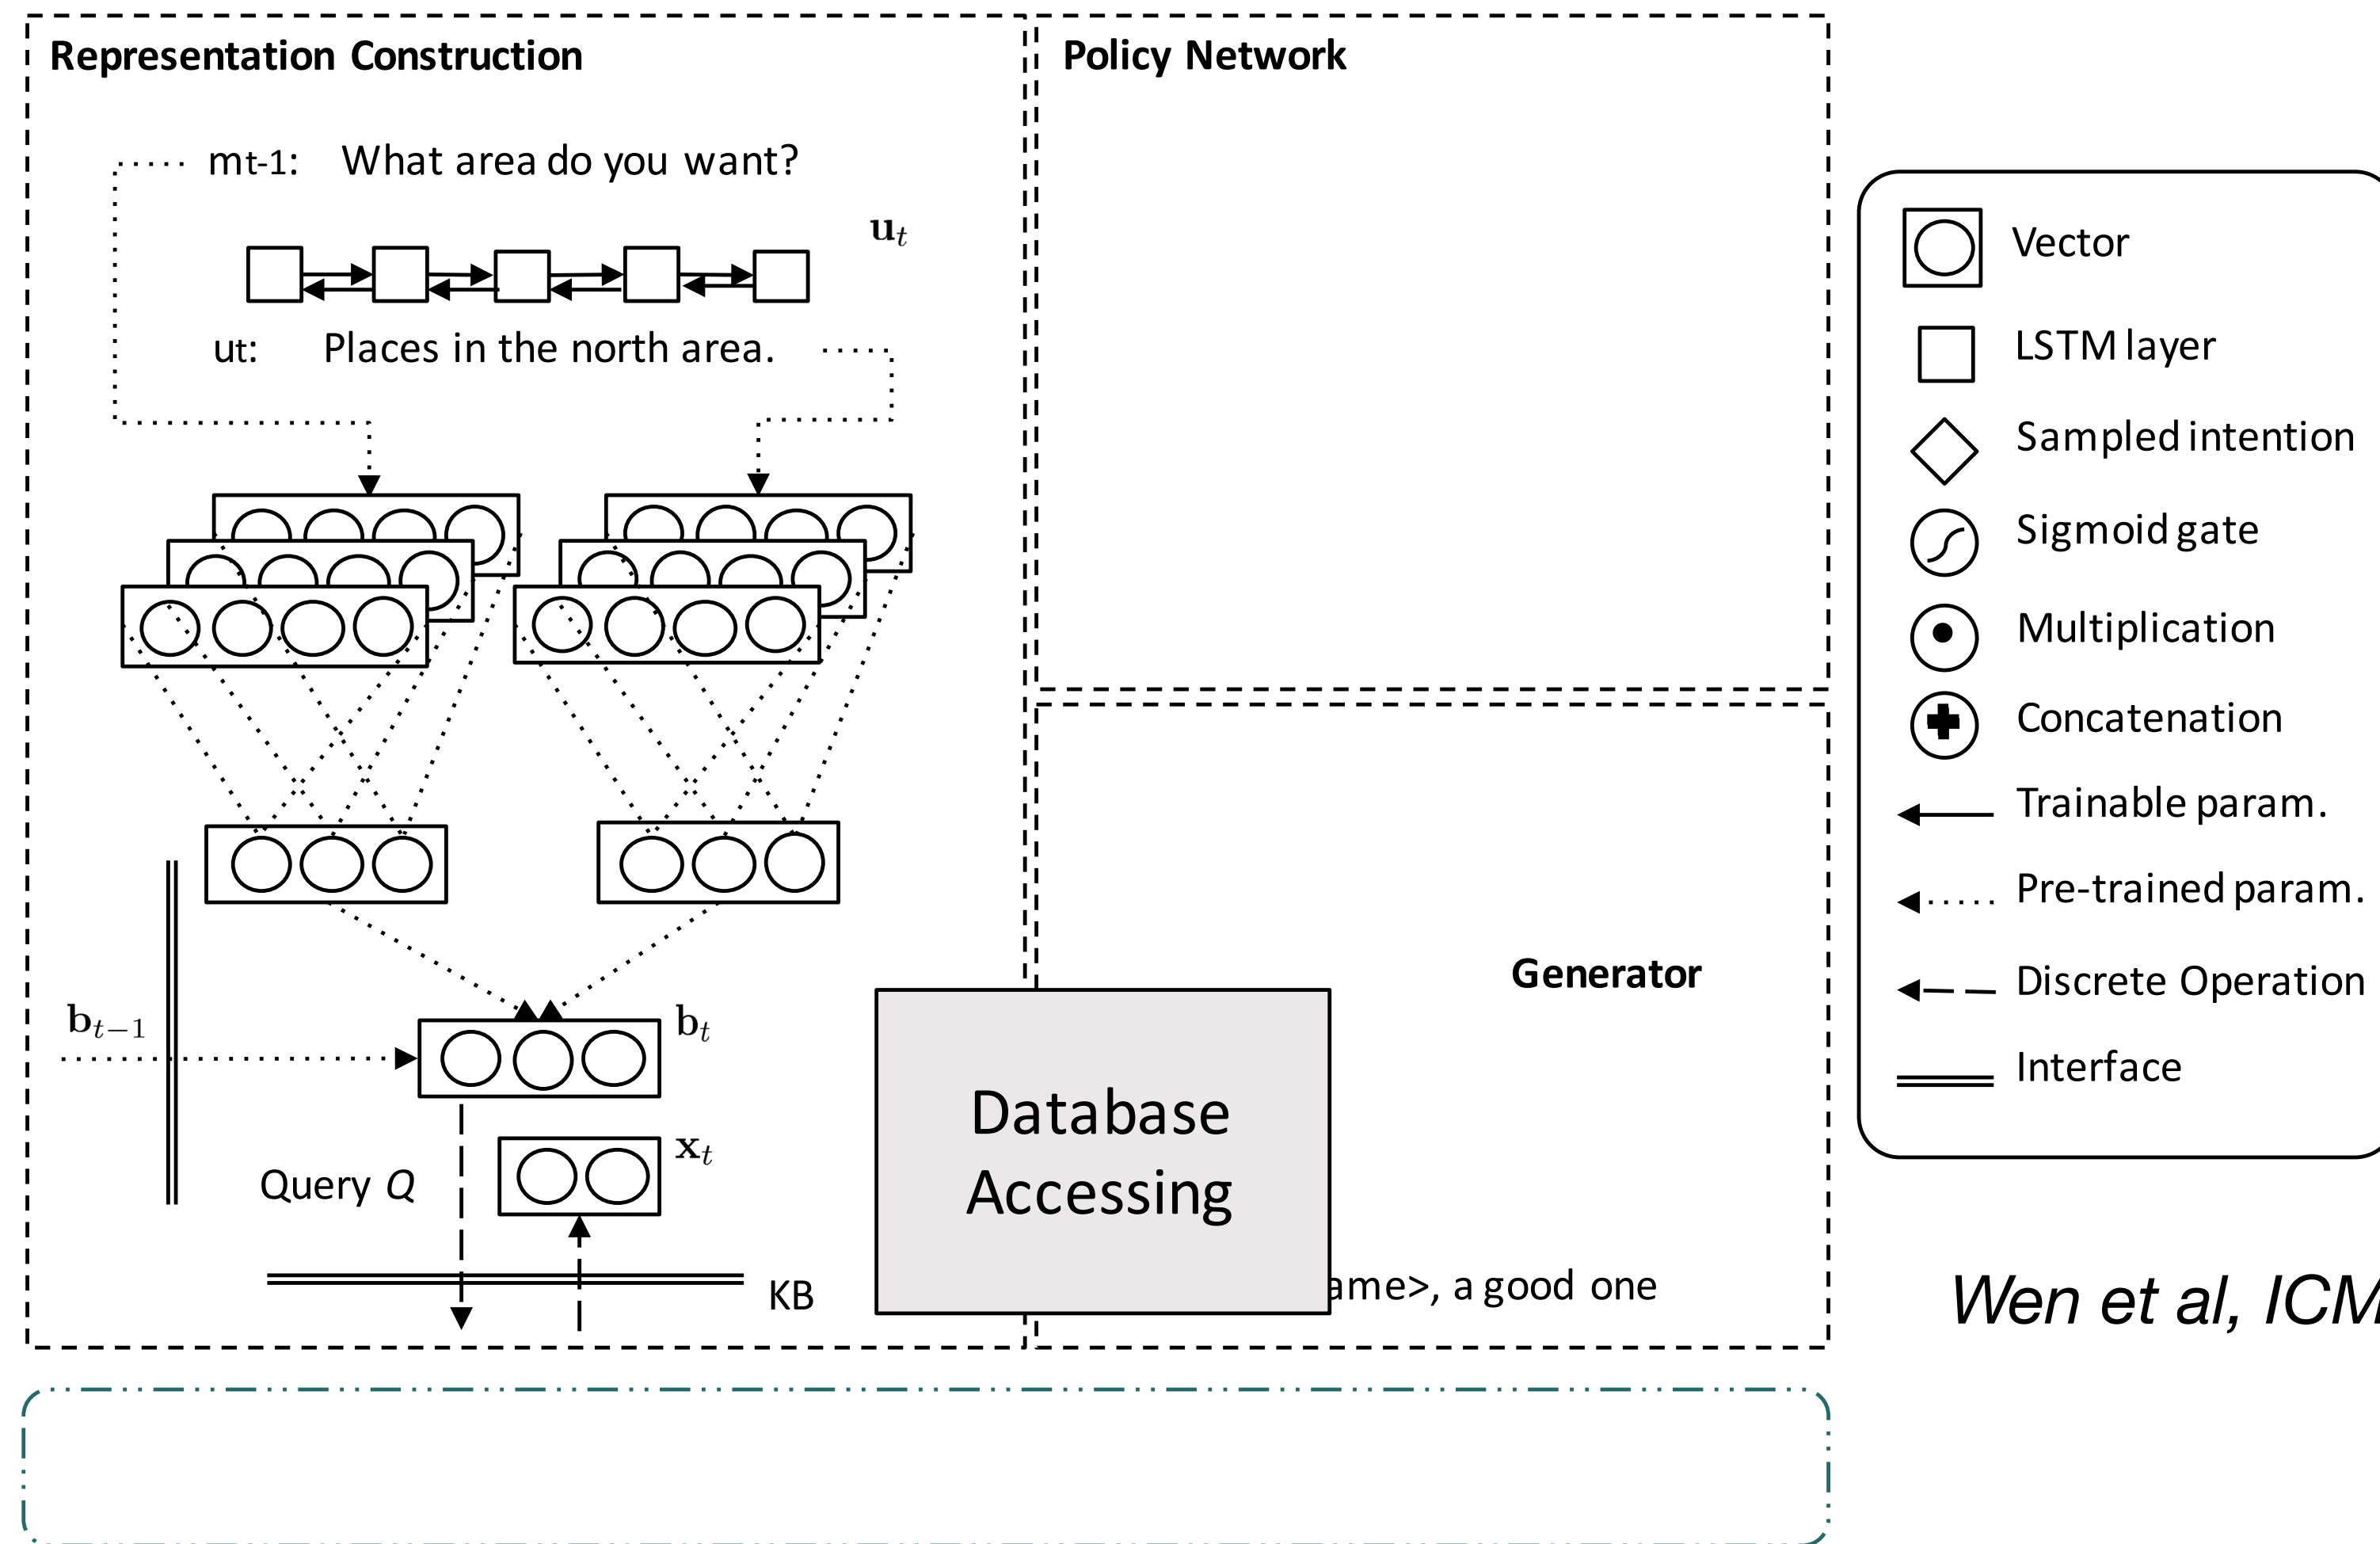 Representation Construction
mt-1: What area do you want?
𝐮t
ut: Places in the north area.
𝐛t−1
𝐛t
𝐱t
Query Q
KB
Policy Network
Generator
Database
Accessing
ame>, a good one
Vector
LSTM layer
Sampled intention
Sigmoid gate
Multiplication
Concatenation
Trainable param.
Pre-trained param.
Discrete Operation
Interface
Wen et al, ICM